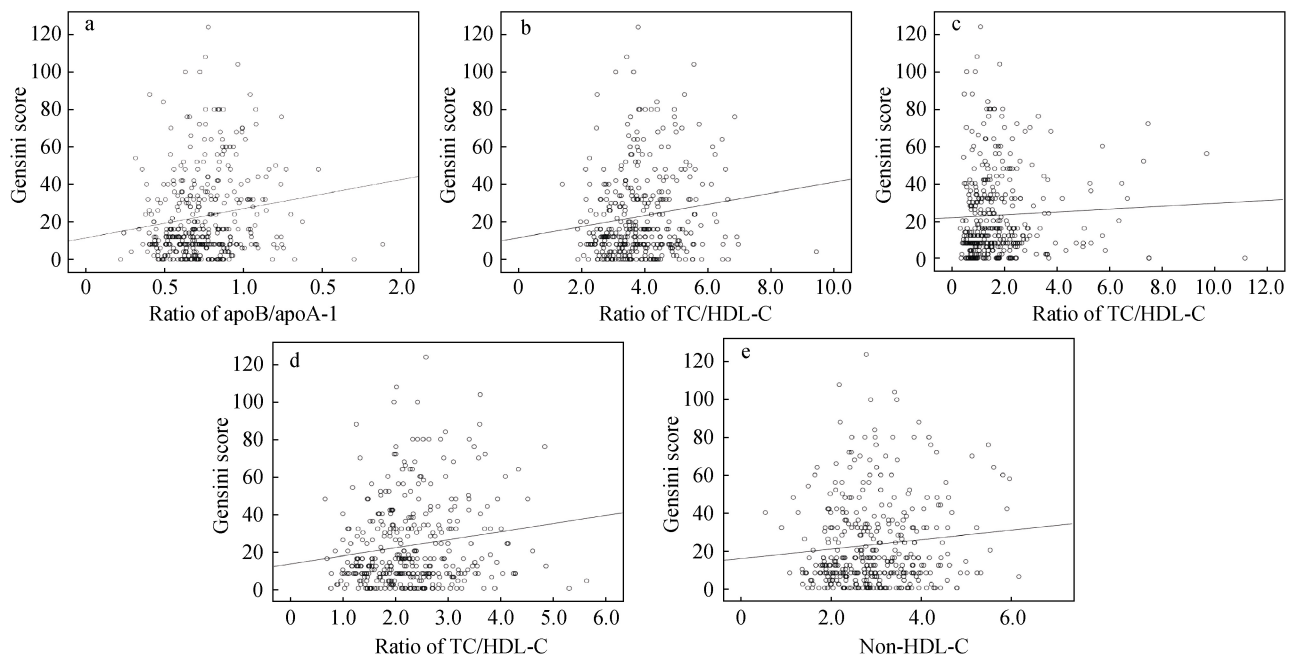 a
120
100
80
60
40
20
0
Gensini score
0 0.5 1.0 0.5 2.0
Ratio of apoB/apoA-1
b
120
100
80
60
40
20
0
Gensini score
0 2.0 4.0 6.0 8.0 10.0
Ratio of TC/HDL-C
c
120
100
80
60
40
20
0
Gensini score
0 2.0 4.0 6.0 8.0 10.0 12.0
Ratio of TC/HDL-C
d
120
100
80
60
40
20
0
Gensini score
0 1.0 2.0 3.0 4.0 5.0 6.0
Ratio of TC/HDL-C
e
120
100
80
60
40
20
0
Gensini score
0 2.0 4.0 6.0
Non-HDL-C